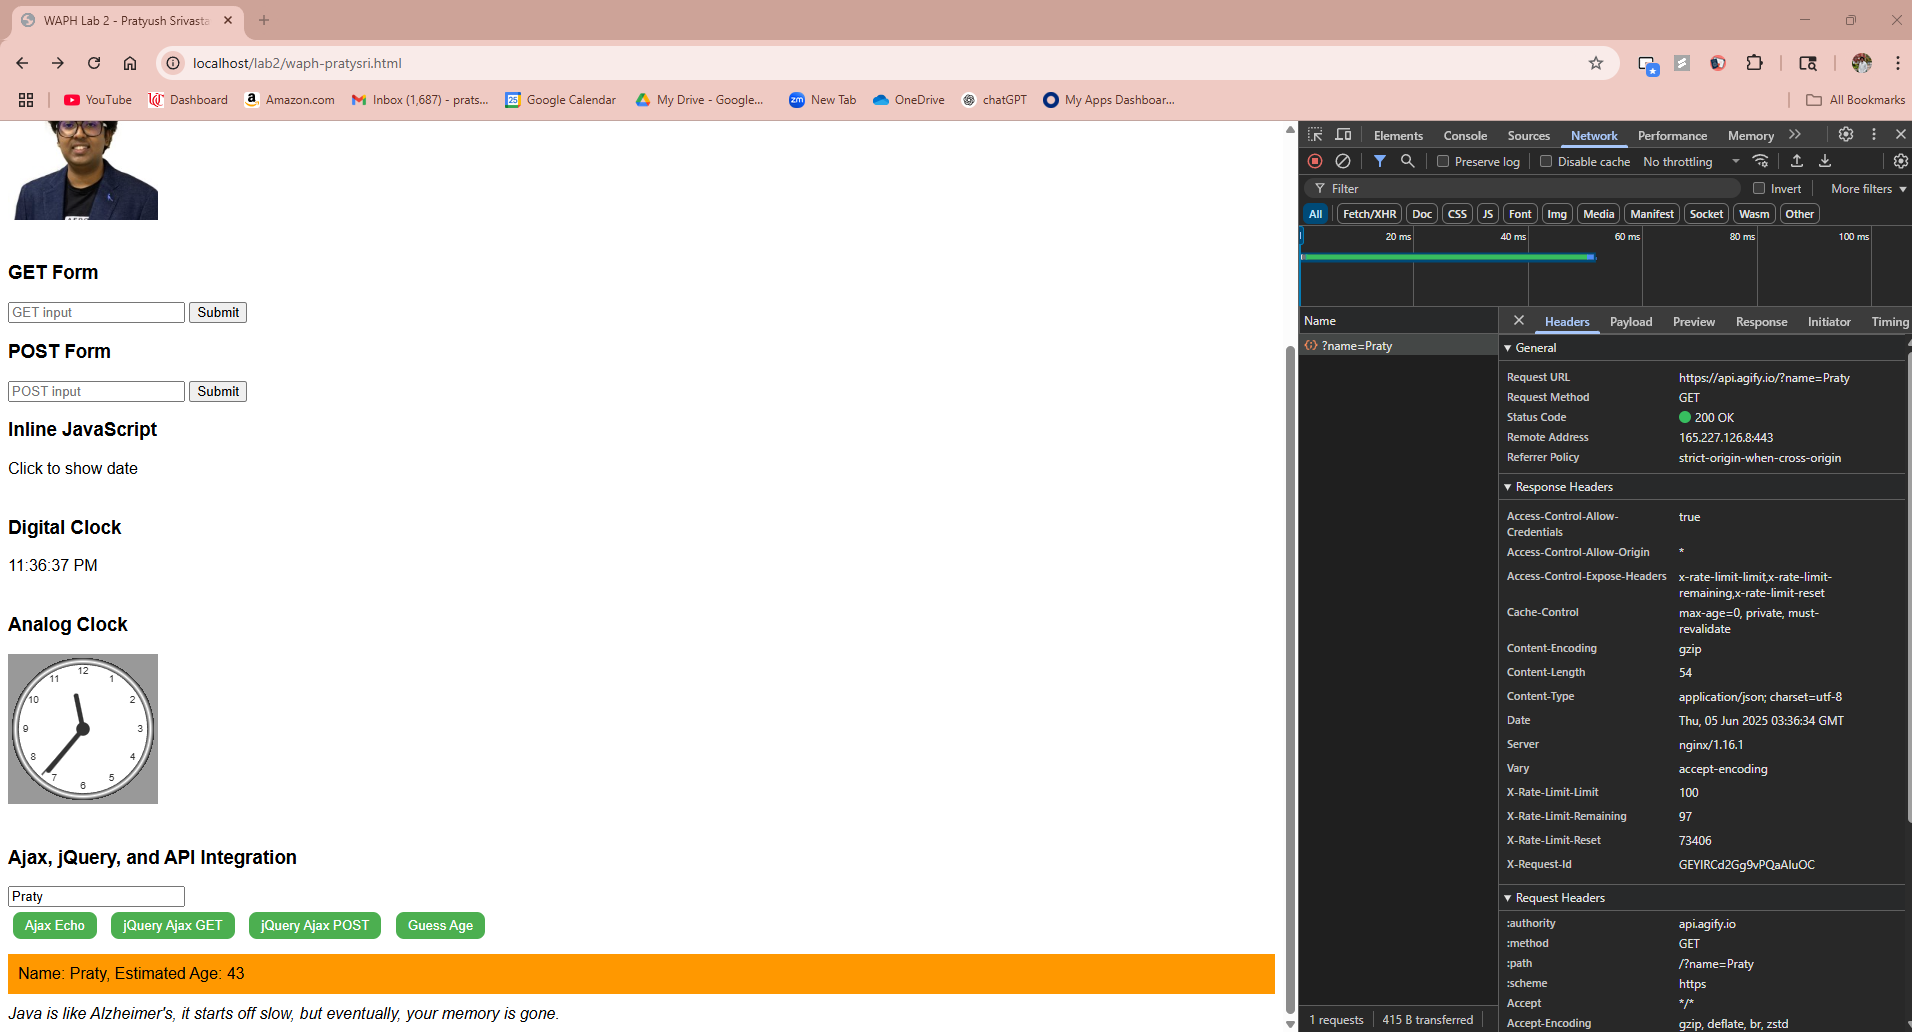 WAPH Lab 2 - Pratyush Srivasta
localhost/lab2/waph-pratysri.html
YouTube
Dashboard
Amazon.com
Inbox (1,687) - prats...
Google Calendar
My Drive - Google...
New Tab
OneDrive
chatGPT
My Apps Dashboar...
All Bookmarks
GET Form
GET input Submit
POST Form
POST input Submit
Inline JavaScript
Click to show date
Digital Clock
11:36:37 PM
Analog Clock
12
11 1
10 2
9 3
8 4
7 5
6
Ajax, jQuery, and API Integration
Praty
Ajax Echo jQuery Ajax GET jQuery Ajax POST Guess Age
Name: Praty, Estimated Age: 43
Java is like Alzheimer's, it starts off slow, but eventually, your memory is gone.
Elements Console Sources Network Performance Memory
Preserve log Disable cache No throttling
Filter Invert More filters
All Fetch/XHR Doc CSS JS Font Img Media Manifest Socket Wasm Other
20 ms 40 ms 60 ms 80 ms 100 ms
Name
?name=Praty
Headers Payload Preview Response Initiator Timing
General
Request URL https://api.agify.io/?name=Praty
Request Method GET
Status Code 200 OK
Remote Address 165.227.126.8:443
Referrer Policy strict-origin-when-cross-origin
Response Headers
Access-Control-Allow- true
Credentials
Access-Control-Allow-Origin *
Access-Control-Expose-Headers x-rate-limit-limit,x-rate-limit-
remaining,x-rate-limit-reset
Cache-Control max-age=0, private, must-
revalidate
Content-Encoding gzip
Content-Length 54
Content-Type application/json; charset=utf-8
Date Thu, 05 Jun 2025 03:36:34 GMT
Server nginx/1.16.1
Vary accept-encoding
X-Rate-Limit-Limit 100
X-Rate-Limit-Remaining 97
X-Rate-Limit-Reset 73406
X-Request-Id GEYIRCd2Gg9vPQaAIuOC
Request Headers
:authority api.agify.io
:method GET
:path /?name=Praty
:scheme https
Accept */*
Accept-Encoding gzip, deflate, br, zstd
1 requests 415 B transferred